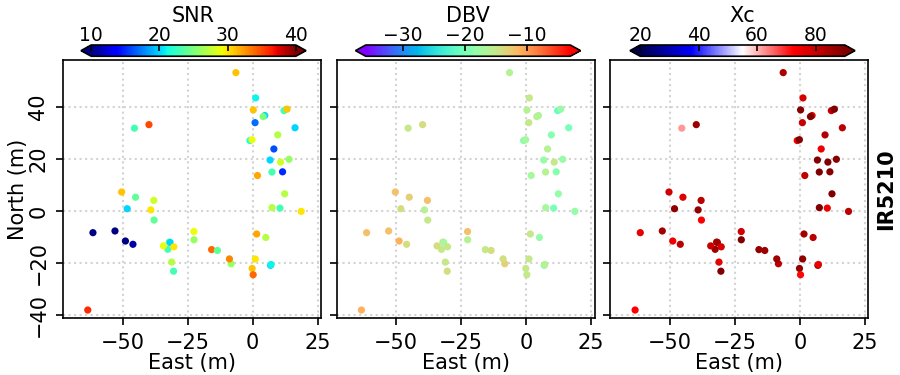 SNR DBV Xc
10 20 30 40 −30 −20 −10 20 40 60 80
North (m)
40
20
0
−20
−40
−50 −25 0 25 −50 −25 0 25 −50 −25 0 25
East (m) East (m) East (m)
IR5210